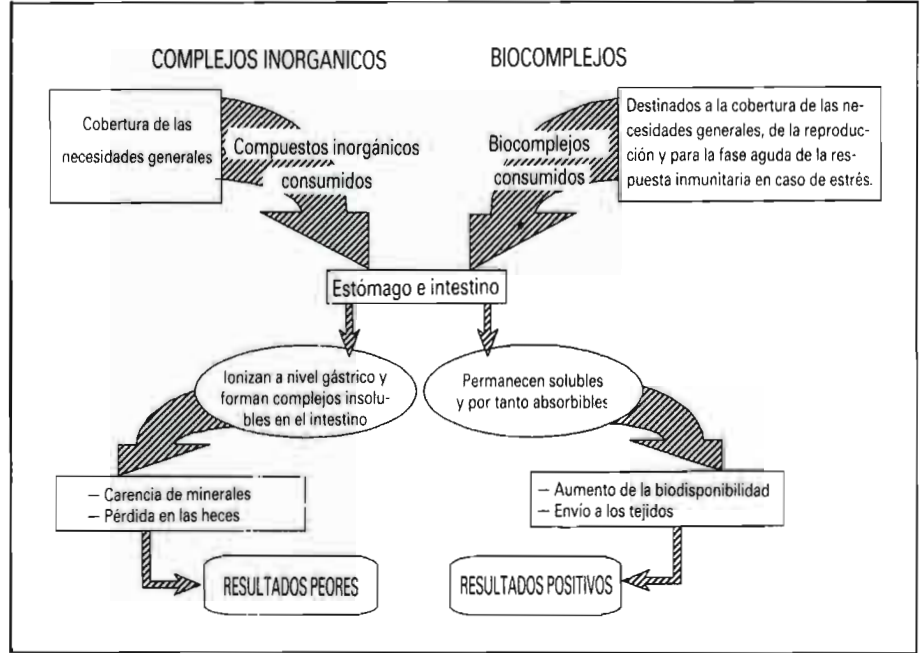 COMPLEJOS INORGANICOS
BIOCOMPLEJOS
Cobertura de las
necesidades generales
Compuestos inorgánicos
consumidos
Biocomplejos
consumidos
Destinados a la cobertura de las ne-
cesidades generales, de la reproduc-
ción y para la fase aguda de la res-
puesta inmunitaria en caso de estrés.
Estómago e intestino
Ionizan a nivel gástrico y
forman complejos insolu-
bles en el intestino
Permanecen solubles
y por tanto absorbibles
— Carencia de minerales
— Pérdida en las heces
— Aumento de la biodisponibilidad
— Envío a los tejidos
RESULTADOS PEORES
RESULTADOS POSITIVOS